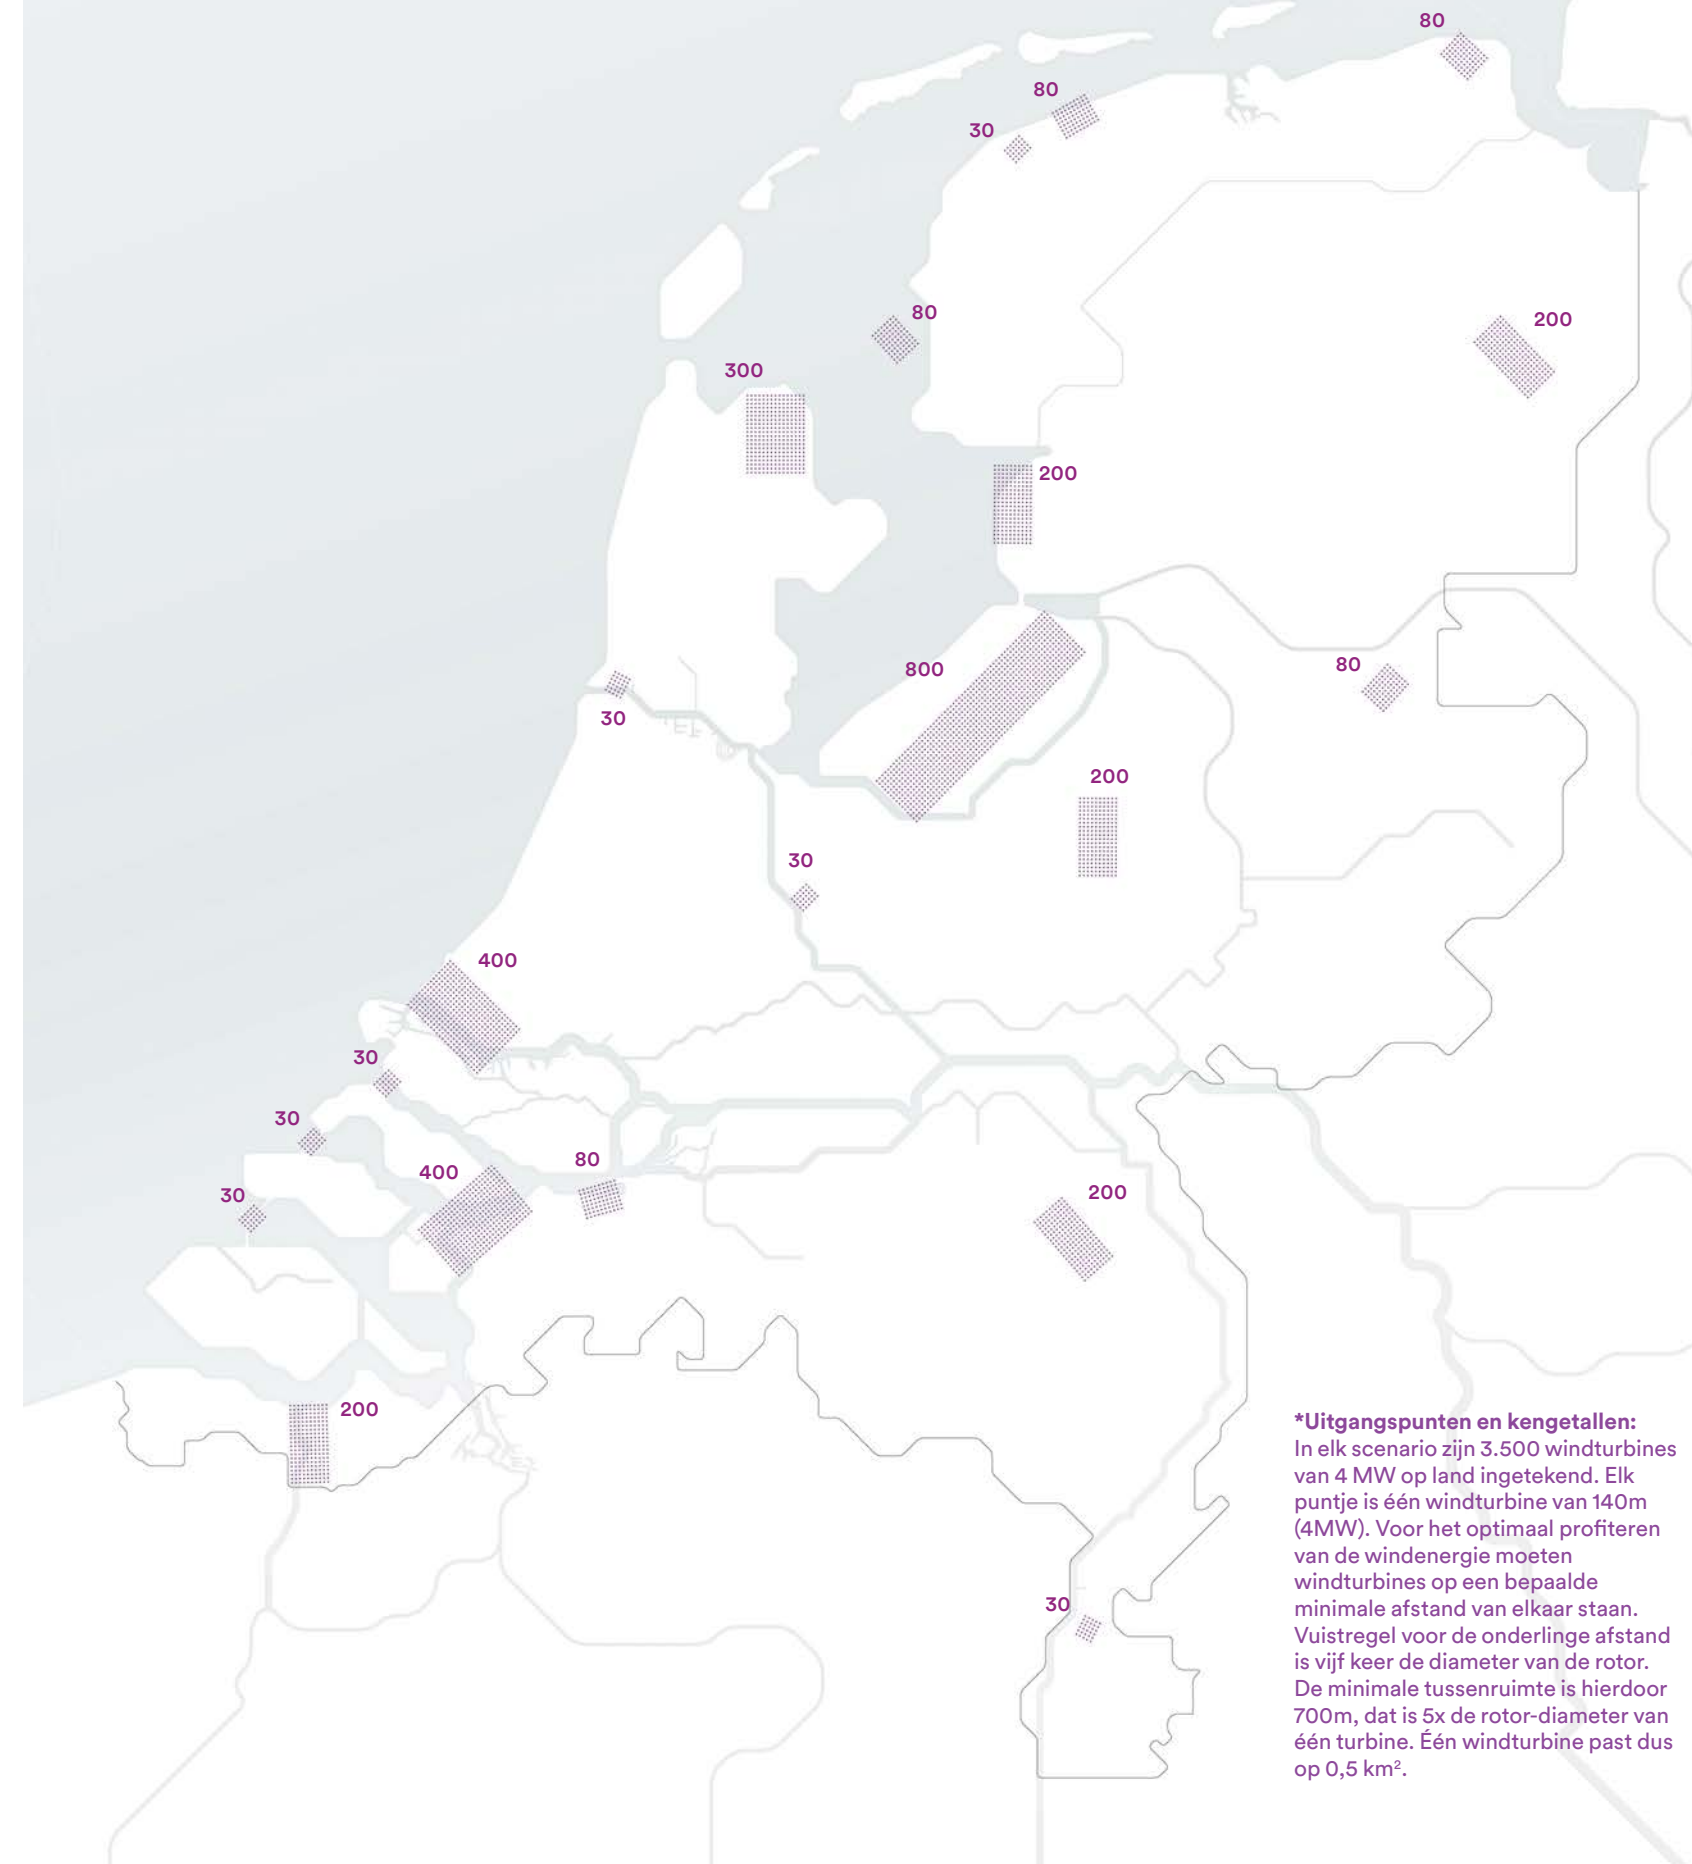 80
80
30
80
200
300
200
800
80
30
200
30
400
30
30
400
80
30
200
200
30
*Uitgangspunten en kengetallen:
In elk scenario zijn 3.500 windturbines
van 4 MW op land ingetekend. Elk
puntje is één windturbine van 140m
(4MW). Voor het optimaal profiteren
van de windenergie moeten
windturbines op een bepaalde
minimale afstand van elkaar staan.
Vuistregel voor de onderlinge afstand
is vijf keer de diameter van de rotor.
De minimale tussenruimte is hierdoor
700m, dat is 5x de rotor-diameter van
één turbine. Één windturbine past dus
op 0,5 km².